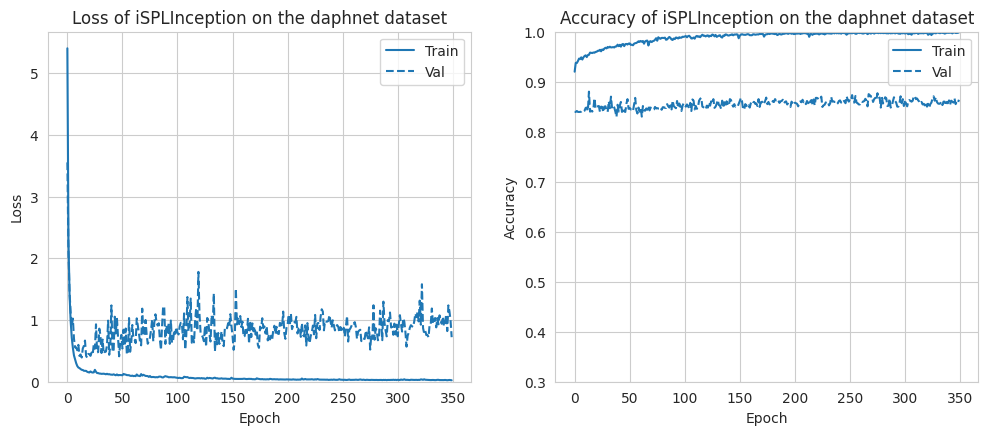 Loss of iSPLInception on the daphnet dataset
Train
Val
5
4
3
2
1
0
Loss
0 50 100 150 200 250 300 350
Epoch
Accuracy of iSPLInception on the daphnet dataset
Train
Val
1.0
0.9
0.8
0.7
0.6
0.5
0.4
0.3
Accuracy
0 50 100 150 200 250 300 350
Epoch